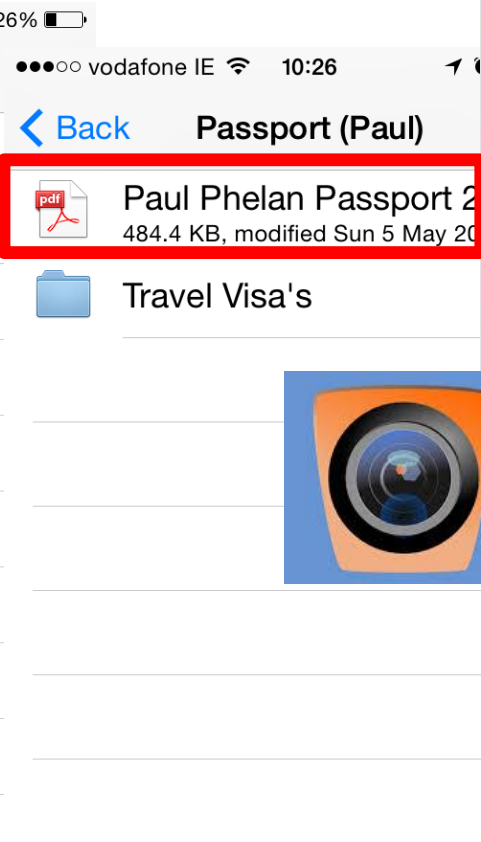 26%
vodafone IE 10:26
Back Passport (Paul)
pdf
Paul Phelan Passport 2
484.4 KB, modified Sun 5 May 20
Travel Visa's